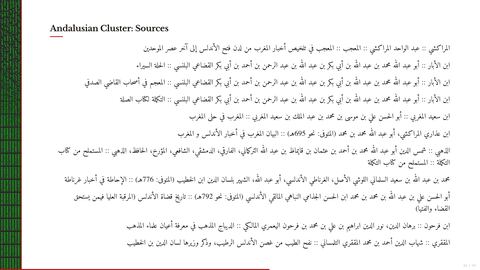 Andalusian Cluster: Sources
المراكشي :: عبد الواحد المراكشي :: المعجب :: المعجب في تلخيص أخبار المغرب من لدن فتح الأندلس إلى آخر عصر الموحدين
ابن الأبار :: أبو عبد الله محمد بن عبد الله بن أبي بكر بن عبد الله بن عبد الرحمن بن أحمد بن أبي بكر القضاعي البلنسي :: الحلة السيراء
ابن الأبار :: أبو عبد الله محمد بن عبد الله بن أبي بكر بن عبد الله بن عبد الرحمن بن أحمد بن أبي بكر القضاعي البلنسي :: المعجم في أصحاب القاضي الصدفي
ابن الأبار :: أبو عبد الله محمد بن عبد الله بن أبي بكر بن عبد الله بن عبد الرحمن بن أحمد بن أبي بكر القضاعي البلنسي :: التكملة لكتاب الصلة
ابن سعيد المغربي :: أبو الحسن علي بن موسى بن محمد بن عبد الملك بن سعيد المغربي :: المغرب في حلى المغرب
ابن عذاري المراكشي، أبو عبد الله محمد بن محمد (المتوفى: نحو 695هـ) :: البيان المغرب في أخبار الأندلس و المغرب
الذهبي :: شمس الدين أبو عبد الله محمد بن أحمد بن عثمان بن قايماظ بن عبد الله التركماني، الفارقي، الدمشقي، الشافعي، المؤرخ، الحافظ، الذهبي :: المستملح من كتاب
التكملة :: المستملح من كتاب التكملة
محمد بن عبد الله بن سعيد السلماني اللوشي الأصل، الغرناطي الأندلسي، أبو عبد الله، الشهير بلسان الدين ابن الخطيب (المتوفى: 776هـ) :: الإحاطة في أخبار غرناطة
أبو الحسن علي بن عبد الله بن محمد بن محمد ابن الحسن الجذامي النباهي المالقي الأندلسي (المتوفى: نحو 792هـ) :: تاريخ قضاة الأندلس (المرقبة العليا فيمن يستحق
القضاء والفتيا)
ابن فرحون :: برهان الدين، نور الدين ابراهيم بن علي بن محمد بن فرحون اليعمري المالكي :: الديباج المذهب في معرفة أعيان علماء المذهب
المقري :: شهاب الدين أحمد بن محمد المقري التلمساني :: نفح الطيب من غصن الأندلس الرطيب، وذكر وزيرها لسان الدين بن الخطيب